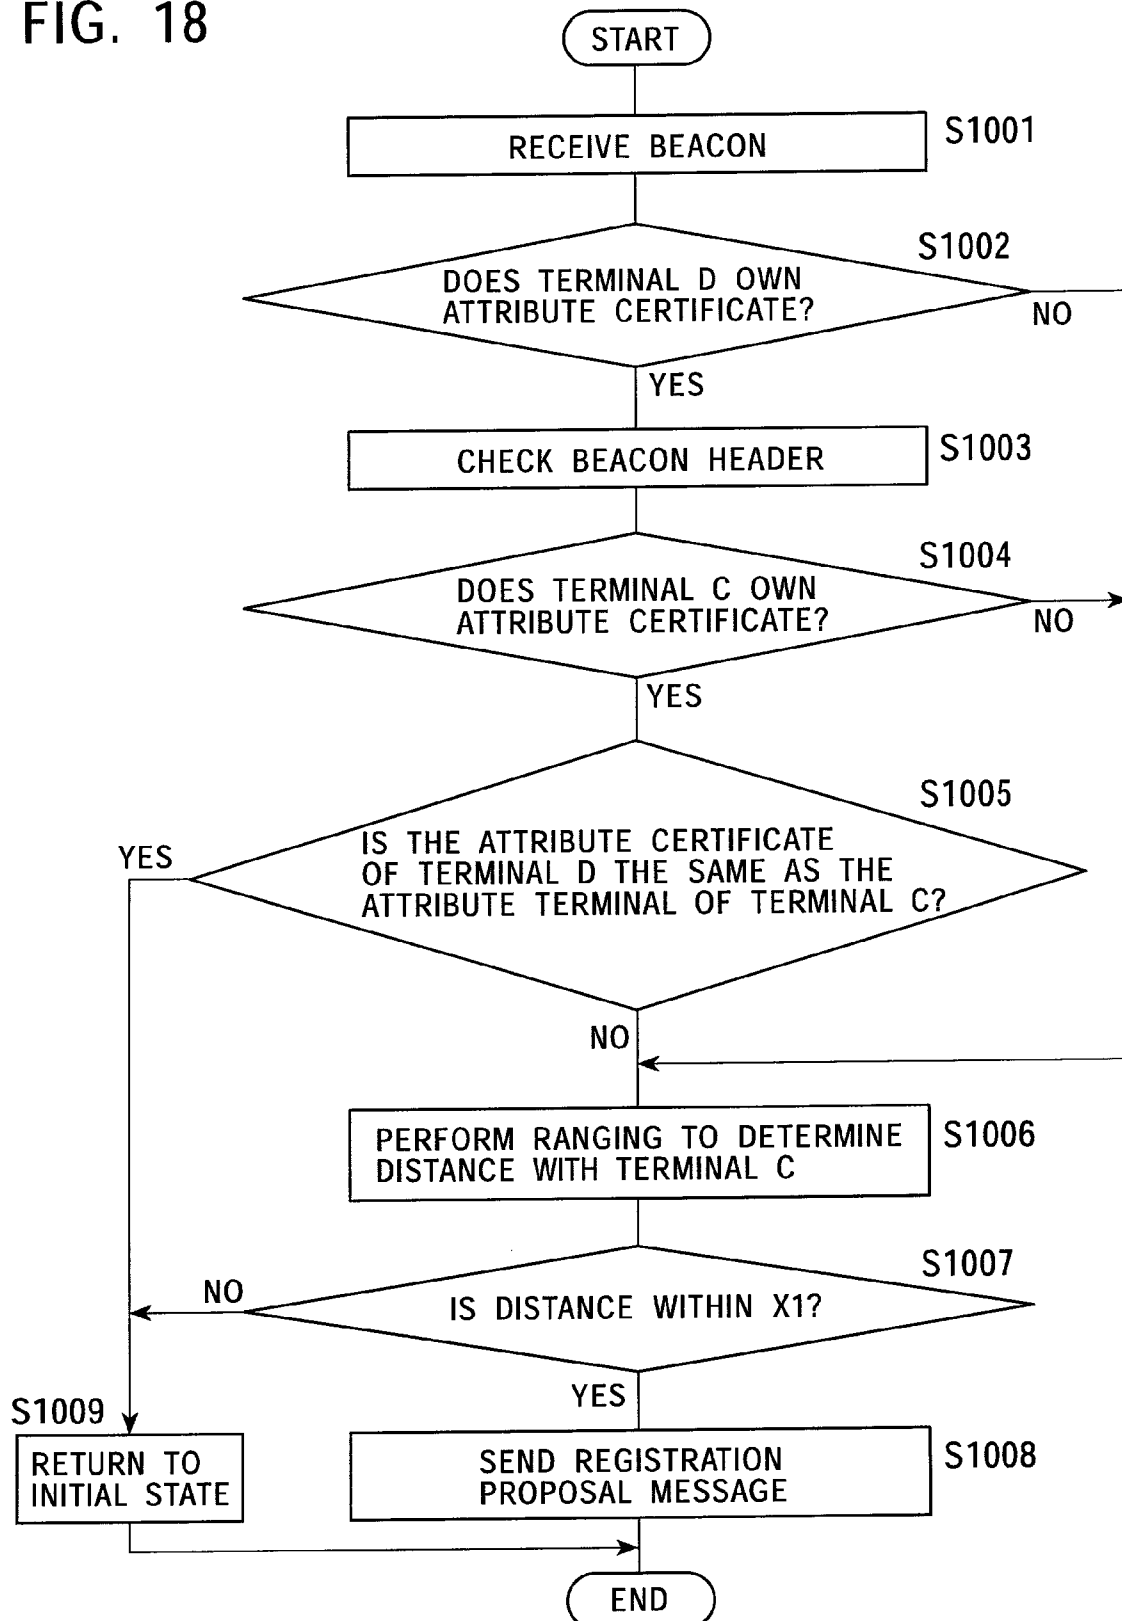 FIG. 18
START
RECEIVE BEACON
S1001
DOES TERMINAL D OWN
ATTRIBUTE CERTIFICATE?
S1002
NO
YES
CHECK BEACON HEADER
S1003
DOES TERMINAL C OWN
ATTRIBUTE CERTIFICATE?
S1004
NO
YES
IS THE ATTRIBUTE CERTIFICATE
OF TERMINAL D THE SAME AS THE
ATTRIBUTE TERMINAL OF TERMINAL C?
S1005
YES
NO
PERFORM RANGING TO DETERMINE
DISTANCE WITH TERMINAL C
S1006
IS DISTANCE WITHIN X1?
S1007
NO
YES
S1009
RETURN TO
INITIAL STATE
SEND REGISTRATION
PROPOSAL MESSAGE
S1008
END